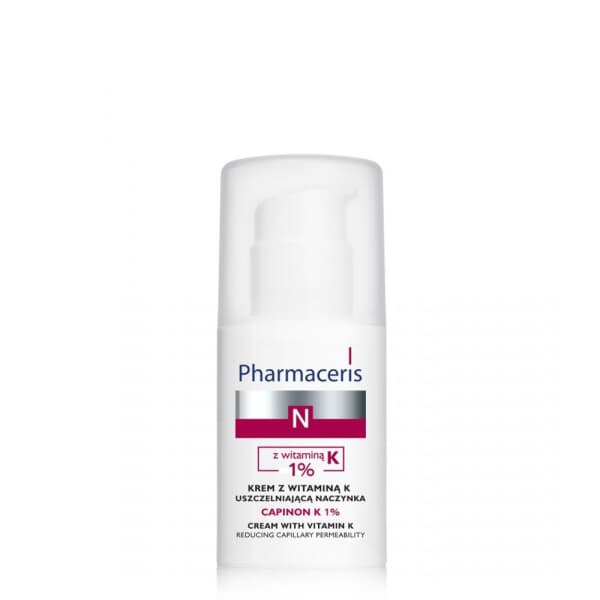 Pharmaceris
N
z witaminą K
1%
KREM Z WITAMINĄ K
USZCZELNIAJĄCĄ NACZYNKA
CAPINON K 1%
CREAM WITH VITAMIN K
REDUCING CAPILLARY PERMEABILITY